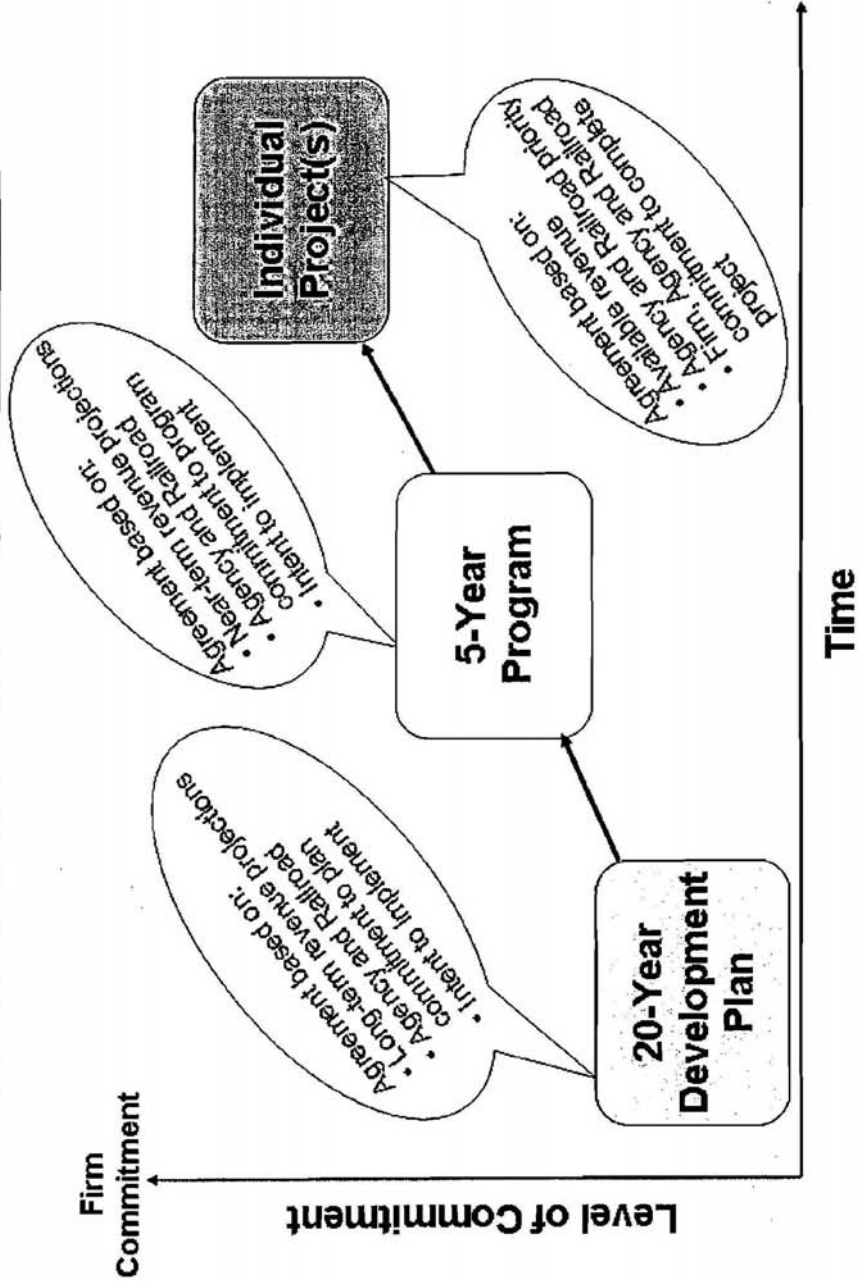 Firm
Commitment
Level of Commitment
Agreement based on:
• Long-term revenue projections
• Agency and Railroad
commitment to plan
• Intent to Implement
20-Year
Development
Plan
Agreement based on:
• Near-term revenue projections
• Agency and Railroad
commitment to program
• Intent to implement
5-Year
Program
Individual
Project(s)
Agreement based on:
• Available revenue
• Agency and Railroad priority
• Firm, Agency and Railroad
commitment to complete
project
Time